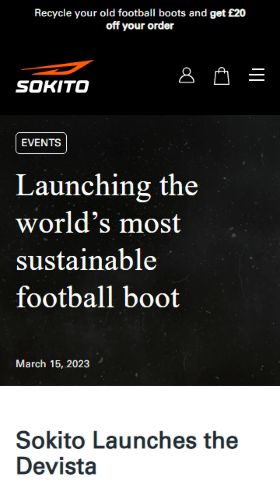 Recycle your old football boots and get £20
off your order
SOKITO
EVENTS
Launching the
world’s most
sustainable
football boot
March 15, 2023
Sokito Launches the
Devista